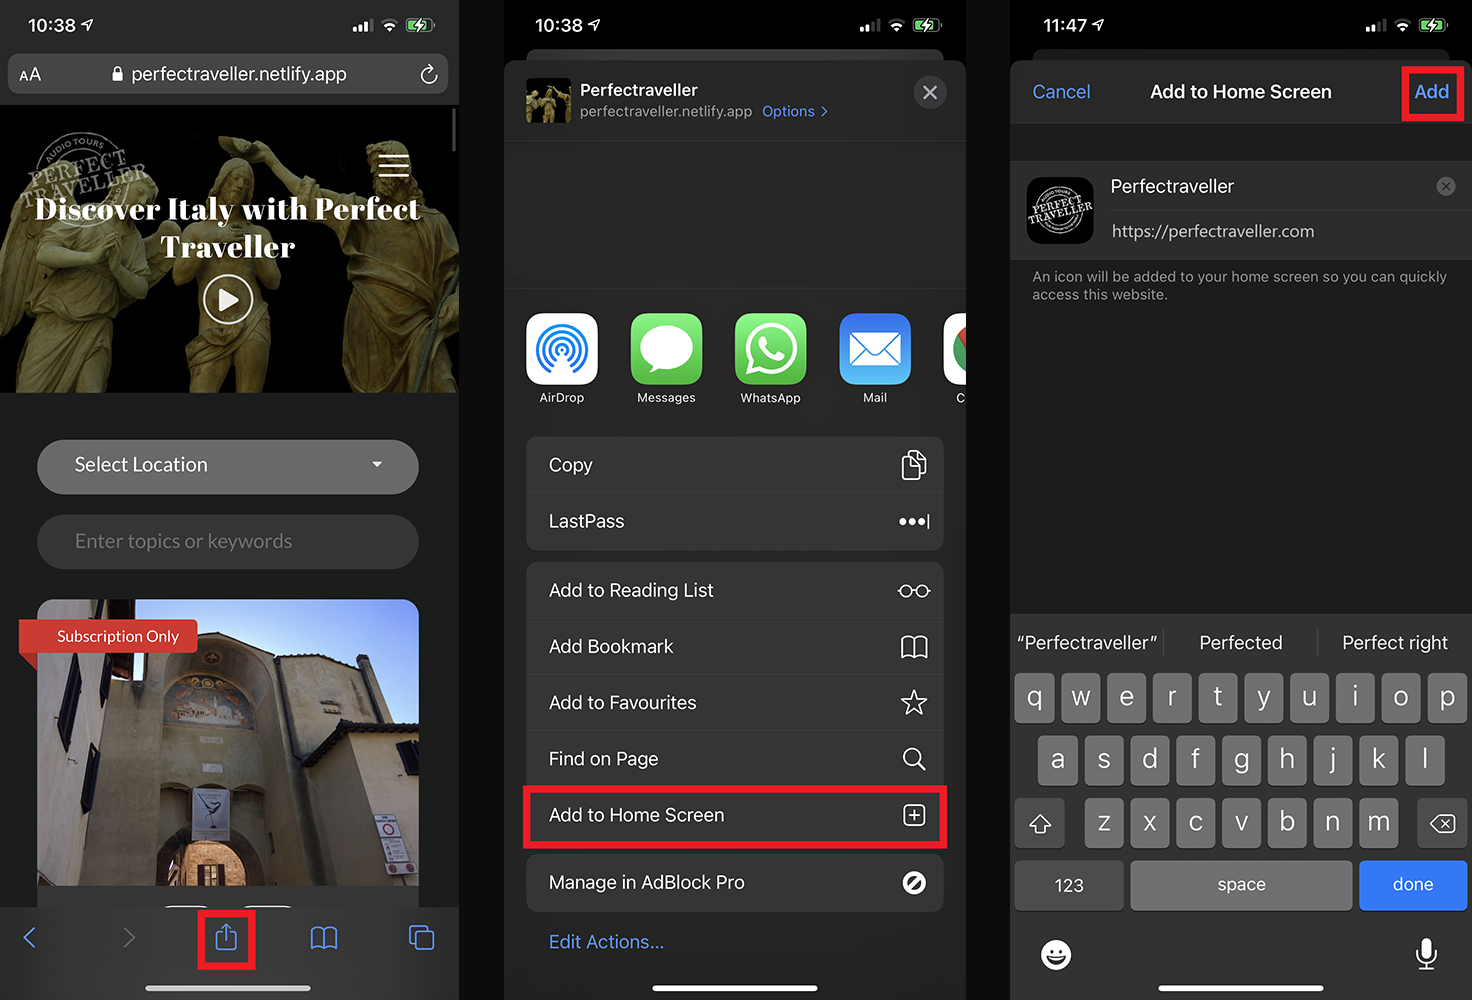 10:38
AA perfectraveller.netlify.app
AUDIO TOURS
PERFECT
TRAVELLER
Discover Italy with Perfect
Traveller
Select Location
Enter topics or keywords
Subscription Only
10:38
Perfectraveller
perfectraveller.netlify.app Options >
AirDrop Messages WhatsApp Mail C
Copy
LastPass
Add to Reading List
Add Bookmark
Add to Favourites
Find on Page
Add to Home Screen
Manage in AdBlock Pro
Edit Actions...
11:47
Cancel Add to Home Screen Add
AUDIO TOURS
PERFECT
TRAVELLER
Perfectraveller
https://perfectraveller.com
An icon will be added to your home screen so you can quickly
access this website.
“Perfectraveller” Perfected Perfect right
q w e r t y u i o p
a s d f g h j k l
z x c v b n m
123 space done